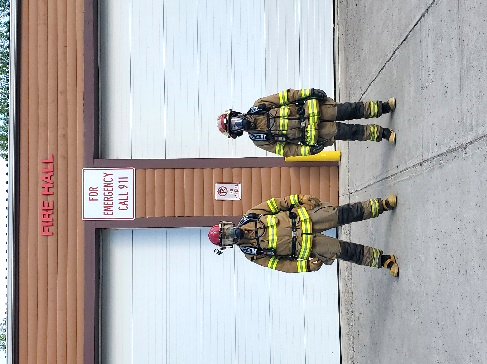 FIRE HALL
FOR
EMERGENCY
CALL 911